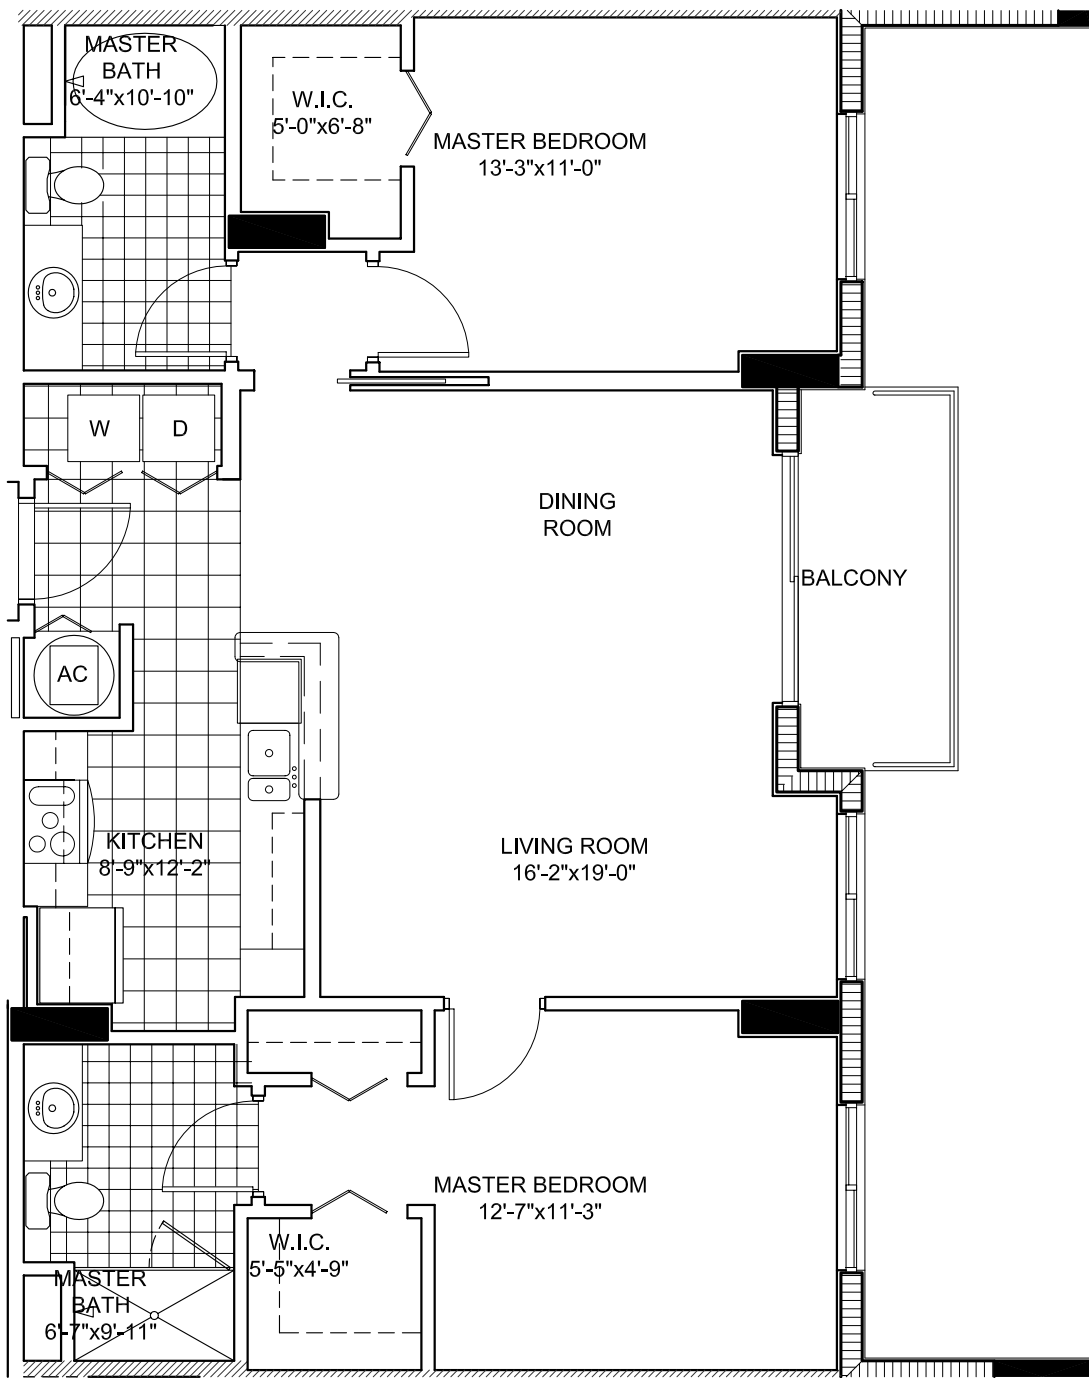 MASTER
BATH
6'-4"x10'-10"
W.I.C.
5'-0"x6'-8"
MASTER BEDROOM
13'-3"x11'-0"
W
D
DINING
ROOM
BALCONY
AC
KITCHEN
8'-9"x12'-2"
LIVING ROOM
16'-2"x19'-0"
MASTER BEDROOM
12'-7"x11'-3"
W.I.C.
5'-5"x4'-9"
MASTER
BATH
6'-7"x9'-11"